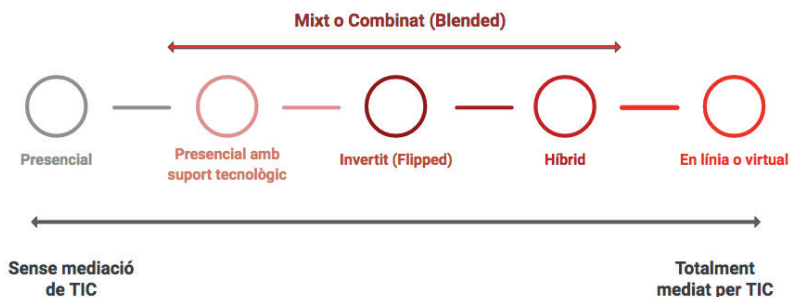 Mixt o Combinat (Blended)
Presencial
Presencial amb
suport tecnològic
Invertit (Flipped)
Híbrid
En línia o virtual
Sense mediació
de TIC
Totalment
mediat per TIC